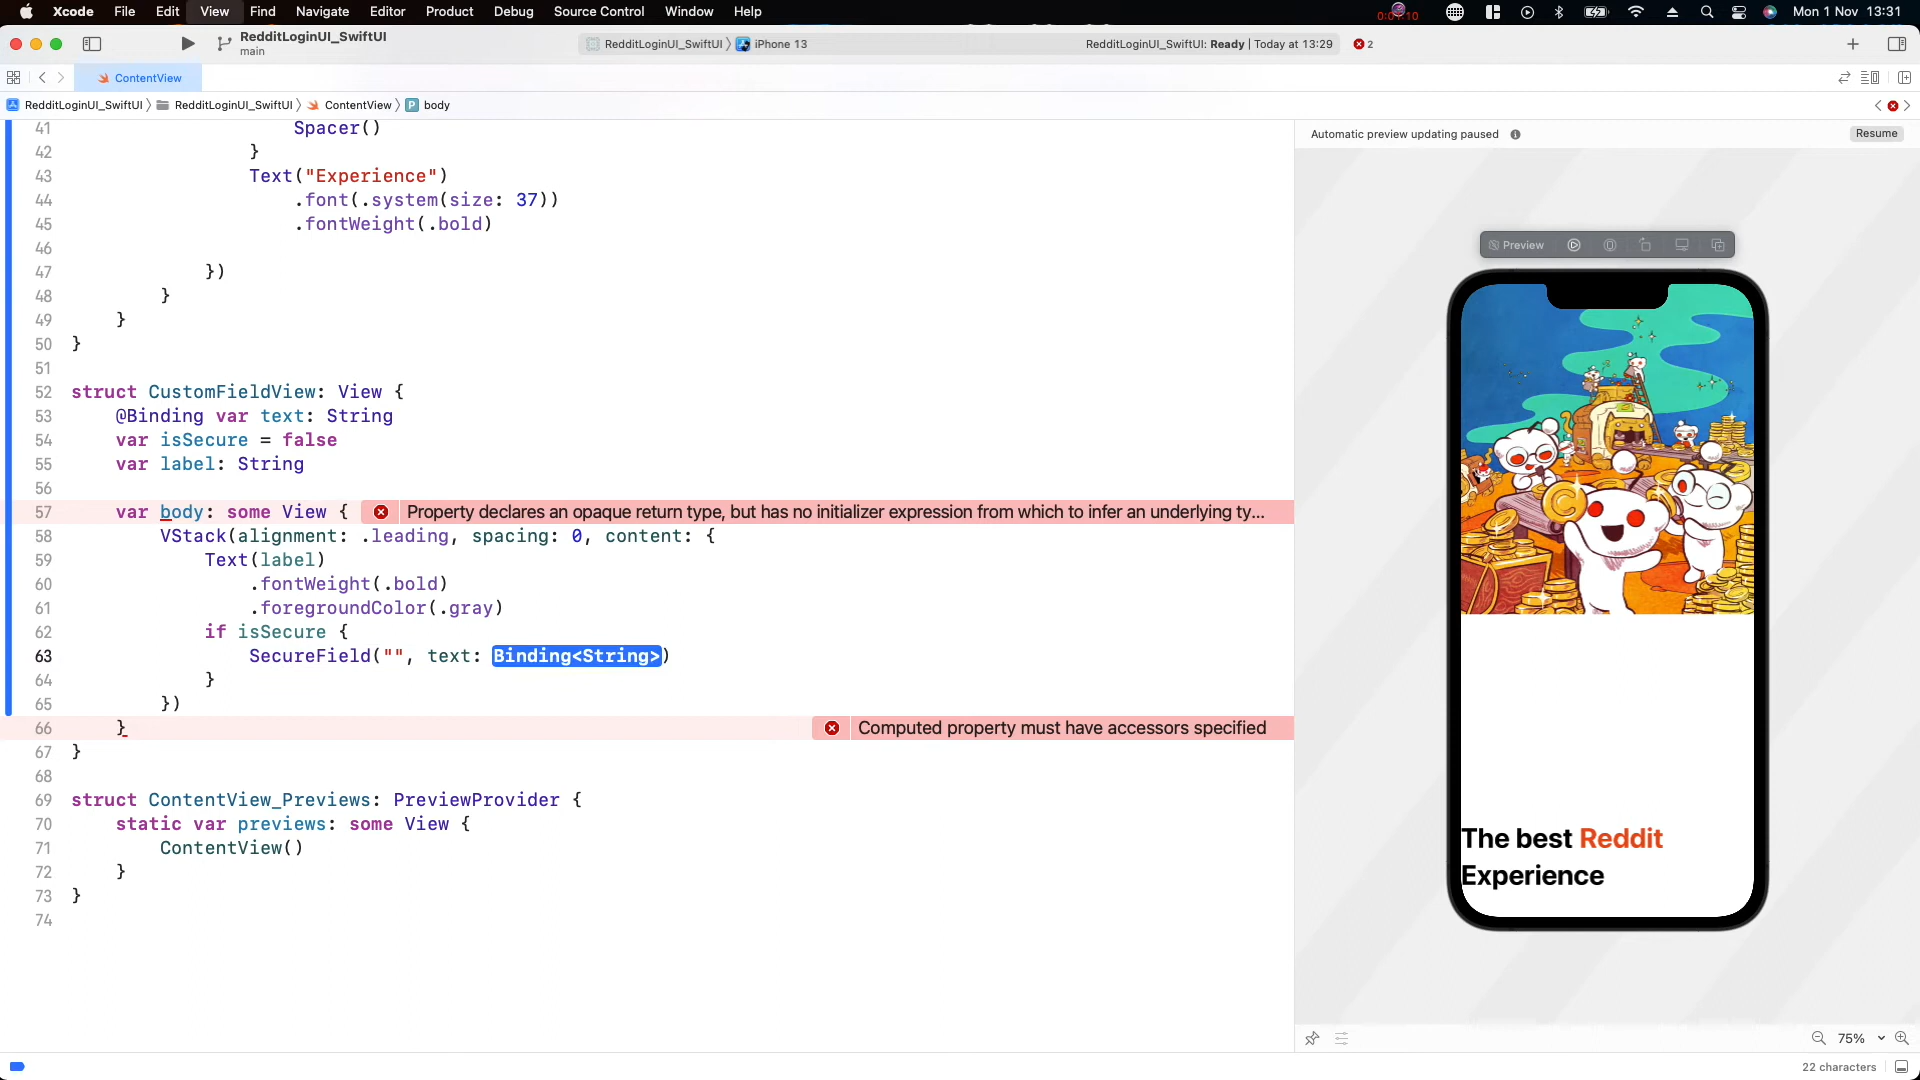 Xcode File Edit View Find Navigate Editor Product Debug Source Control Window Help Mon 1 Nov 13:31
RedditLoginUI_SwiftUI
main
RedditLoginUI_SwiftUI iPhone 13
RedditLoginUI_SwiftUI: Ready | Today at 13:29
2
ContentView
RedditLoginUI_SwiftUI RedditLoginUI_SwiftUI ContentView P body
41 Spacer()
42 }
43 Text("Experience")
44 .font(.system(size: 37))
45 .fontWeight(.bold)
46
47 })
48 }
49 }
50 }
51
52 struct CustomFieldView: View {
53 @Binding var text: String
54 var isSecure = false
55 var label: String
56
57 var body: some View { Property declares an opaque return type, but has no initializer expression from which to infer an underlying ty...
58 VStack(alignment: .leading, spacing: 0, content: {
59 Text(label)
60 .fontWeight(.bold)
61 .foregroundColor(.gray)
62 if isSecure {
63 SecureField("", text: Binding<String>)
64 }
65 })
66 } Computed property must have accessors specified
67 }
68
69 struct ContentView_Previews: PreviewProvider {
70 static var previews: some View {
71 ContentView()
72 }
73 }
74
Automatic preview updating paused
Resume
Preview
The best Reddit
Experience
75%
22 characters